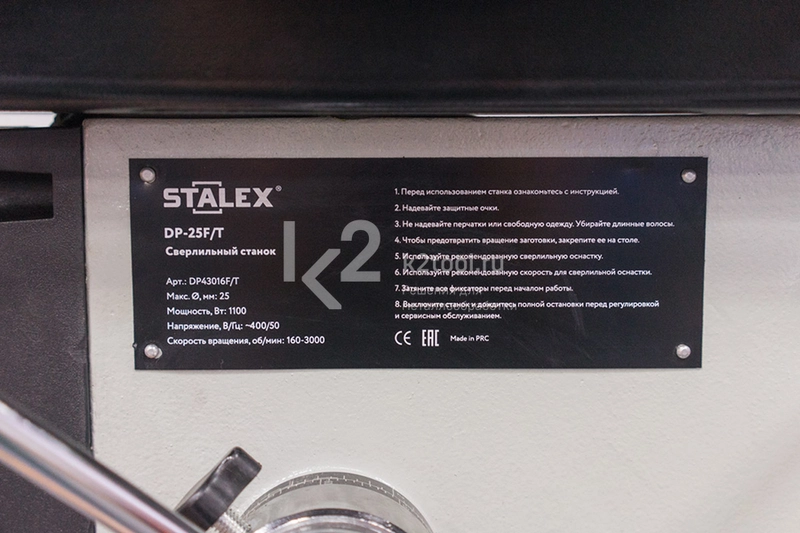 STALEX®
DP-25F/T
Сверлильный станок
Арт.: DP43016F/T
Макс. Ø, мм: 25
Мощность, Вт: 1100
Напряжение, В/Гц: ~400/50
Скорость вращения, об/мин: 160-3000
1. Перед использованием станка ознакомьтесь с инструкцией.
2. Надевайте защитные очки.
3. Не надевайте перчатки или свободную одежду. Убирайте длинные волосы.
4. Чтобы предотвратить вращение заготовки, закрепите ее на столе.
5. Используйте рекомендованную сверлильную оснастку.
6. Используйте рекомендованную скорость для сверлильной оснастки.
7. Затяните все фиксаторы перед началом работы.
8. Выключите станок и дождитесь полной остановки перед регулировкой
и сервисным обслуживанием.
CE EAC Made in PRC
k2
k2tool.ru